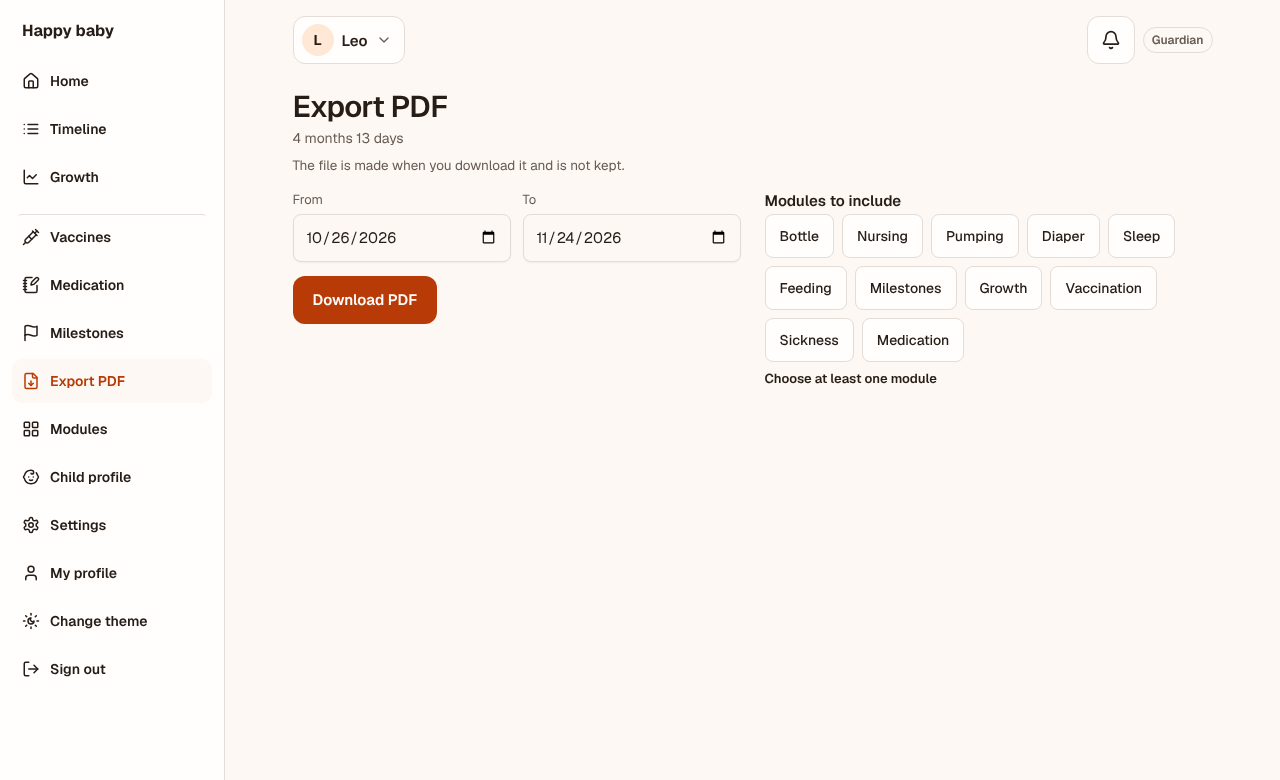 Happy baby
Home
Timeline
Growth
Vaccines
Medication
Milestones
Export PDF
Modules
Child profile
Settings
My profile
Change theme
Sign out
L Leo
Guardian
Export PDF
4 months 13 days
The file is made when you download it and is not kept.
From
10/26/2026
To
11/24/2026
Download PDF
Modules to include
Bottle Nursing Pumping Diaper Sleep
Feeding Milestones Growth Vaccination
Sickness Medication
Choose at least one module